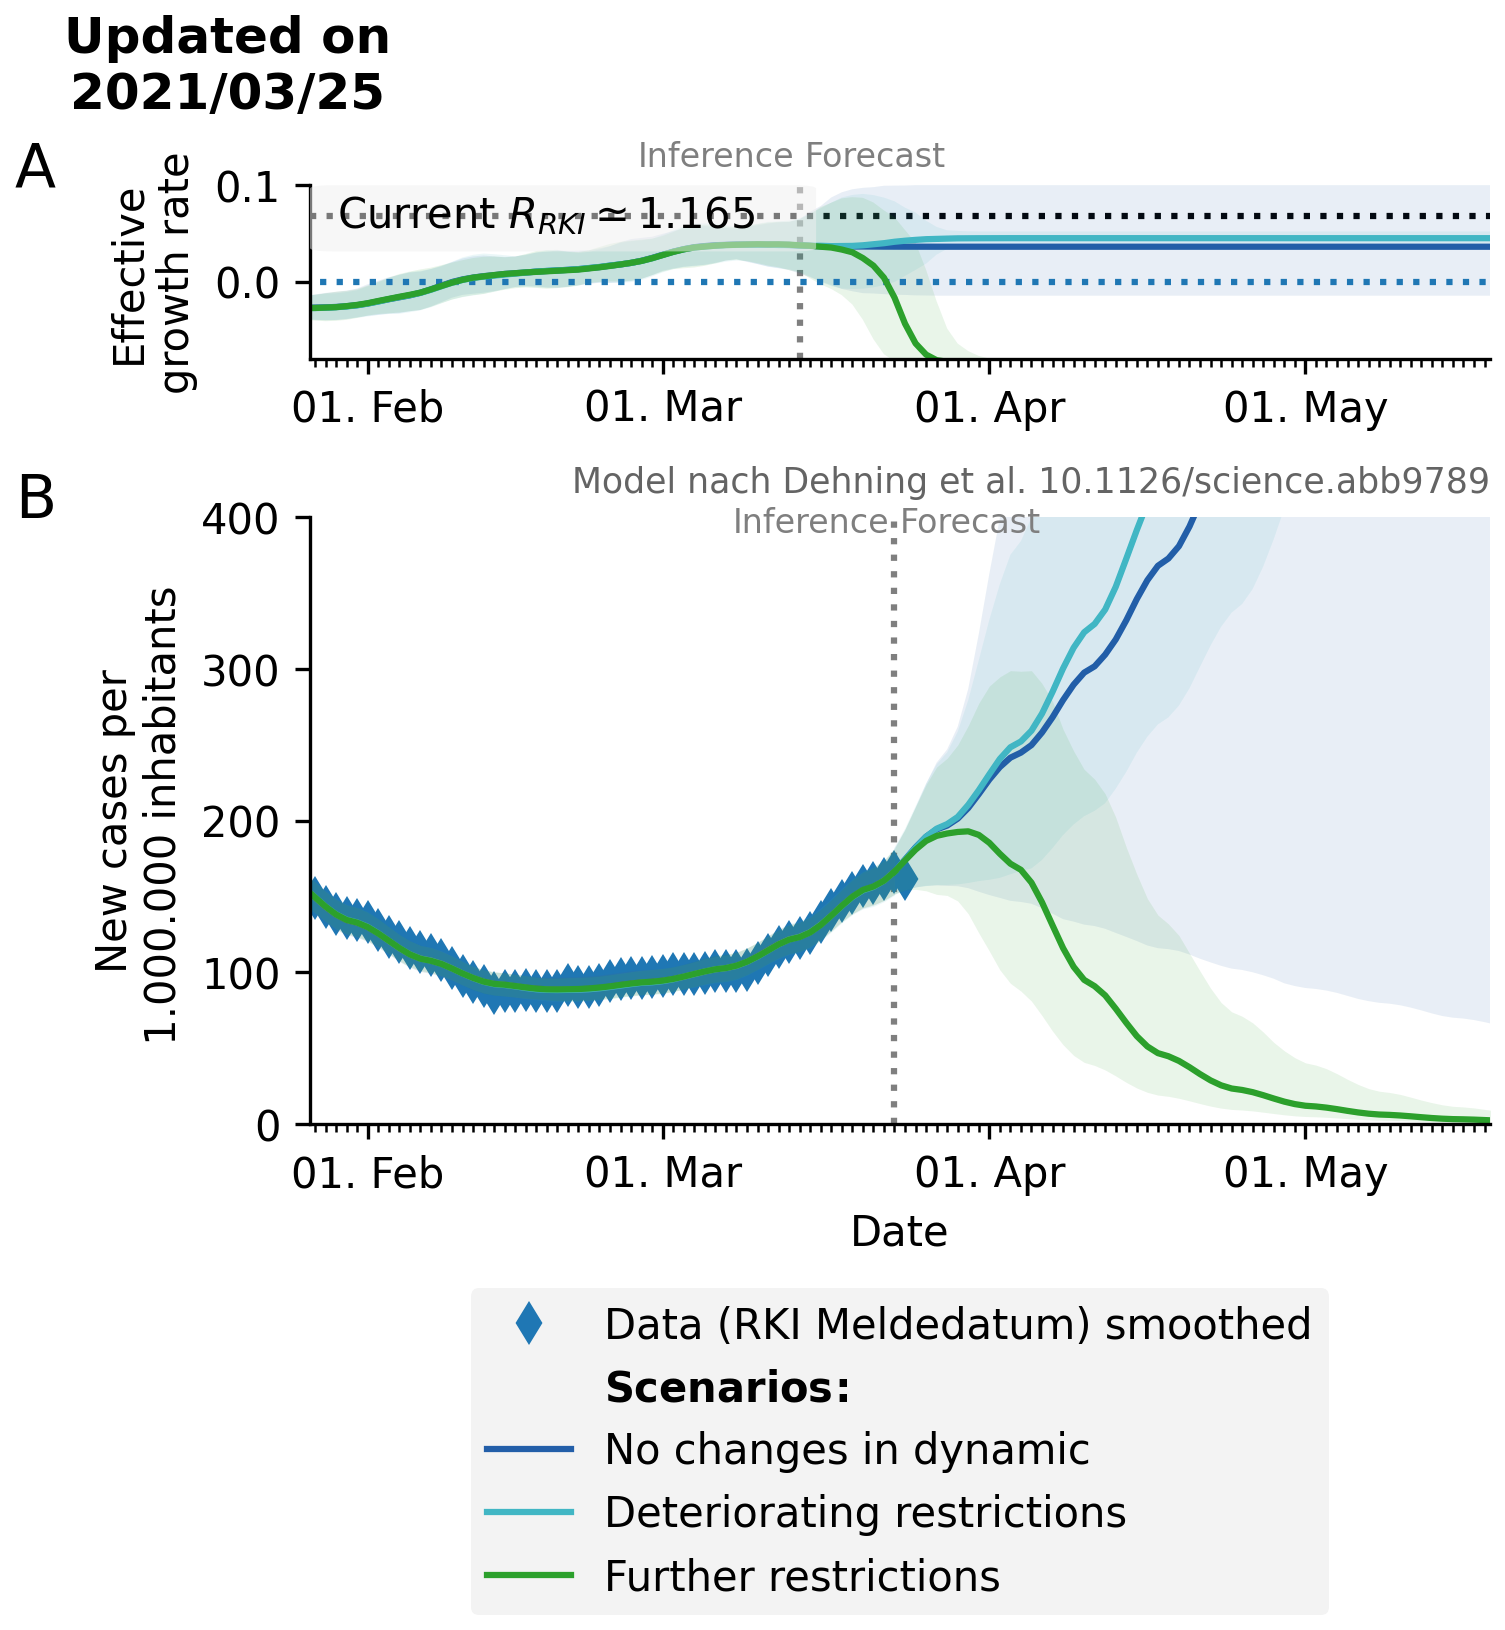 Updated on
2021/03/25
A
Inference Forecast
Effective
growth rate
0.1
0.0
Current R_RKI ≃ 1.165
01. Feb
01. Mar
01. Apr
01. May
B
Model nach Dehning et al. 10.1126/science.abb9789
Inference Forecast
New cases per
1.000.000 inhabitants
400
300
200
100
0
01. Feb
01. Mar
01. Apr
01. May
Date
Data (RKI Meldedatum) smoothed
Scenarios:
No changes in dynamic
Deteriorating restrictions
Further restrictions